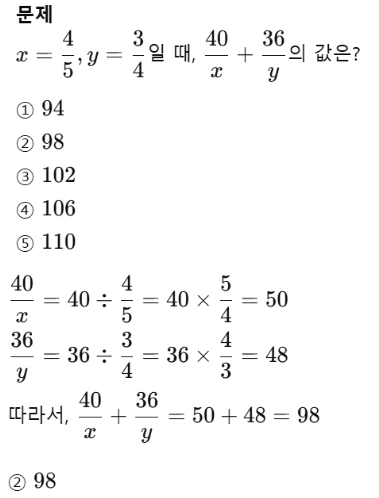 문제
x = 4/5, y = 3/4 일 때, 40/x + 36/y 의 값은?
① 94
② 98
③ 102
④ 106
⑤ 110
40/x = 40 ÷ 4/5 = 40 × 5/4 = 50
36/y = 36 ÷ 3/4 = 36 × 4/3 = 48
따라서, 40/x + 36/y = 50 + 48 = 98
② 98